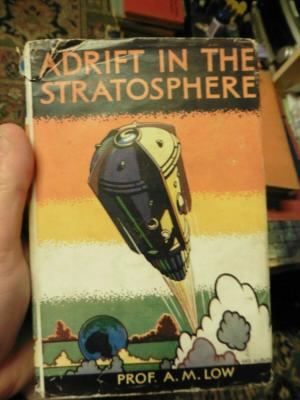 ADRIFT IN THE
STRATOSPHERE
PROF. A. M. LOW